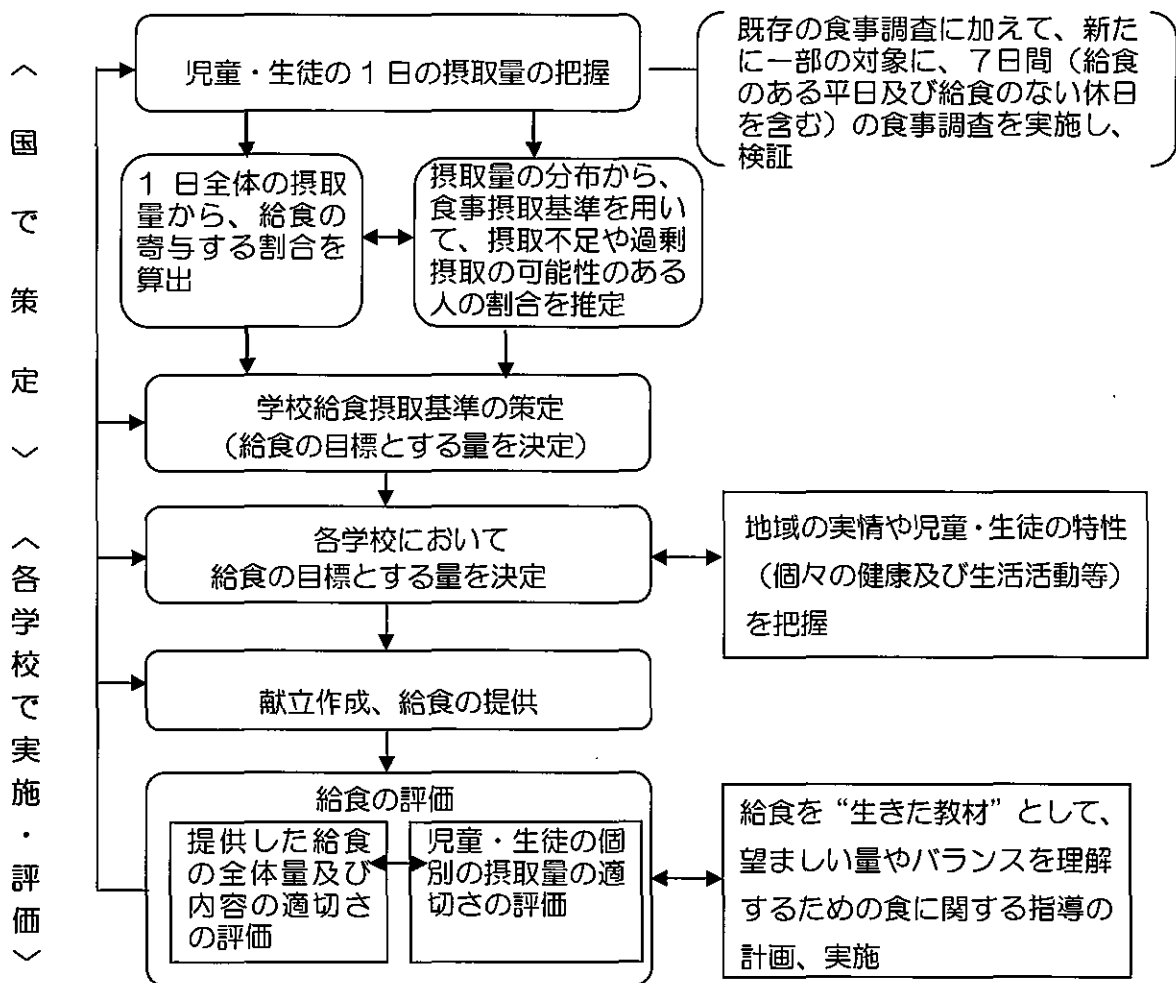 〈国で策定〉
児童・生徒の1日の摂取量の把握
既存の食事調査に加えて、新た
に一部の対象に、7日間（給食
のある平日及び給食のない休日
を含む）の食事調査を実施し、
検証
1 日全体の摂取
量から、給食の
寄与する割合を
算出
摂取量の分布から、
食事摂取基準を用い
て、摂取不足や過剰
摂取の可能性のある
人の割合を推定
学校給食摂取基準の策定
（給食の目標とする量を決定）
〈各学校で実施・評価〉
各学校において
給食の目標とする量を決定
地域の実情や児童・生徒の特性
（個々の健康及び生活活動等）
を把握
献立作成、給食の提供
給食の評価
提供した給食
の全体量及び
内容の適切さ
の評価
児童・生徒の個
別の摂取量の適
切さの評価
給食を“生きた教材”として、
望ましい量やバランスを理解
するための食に関する指導の
計画、実施